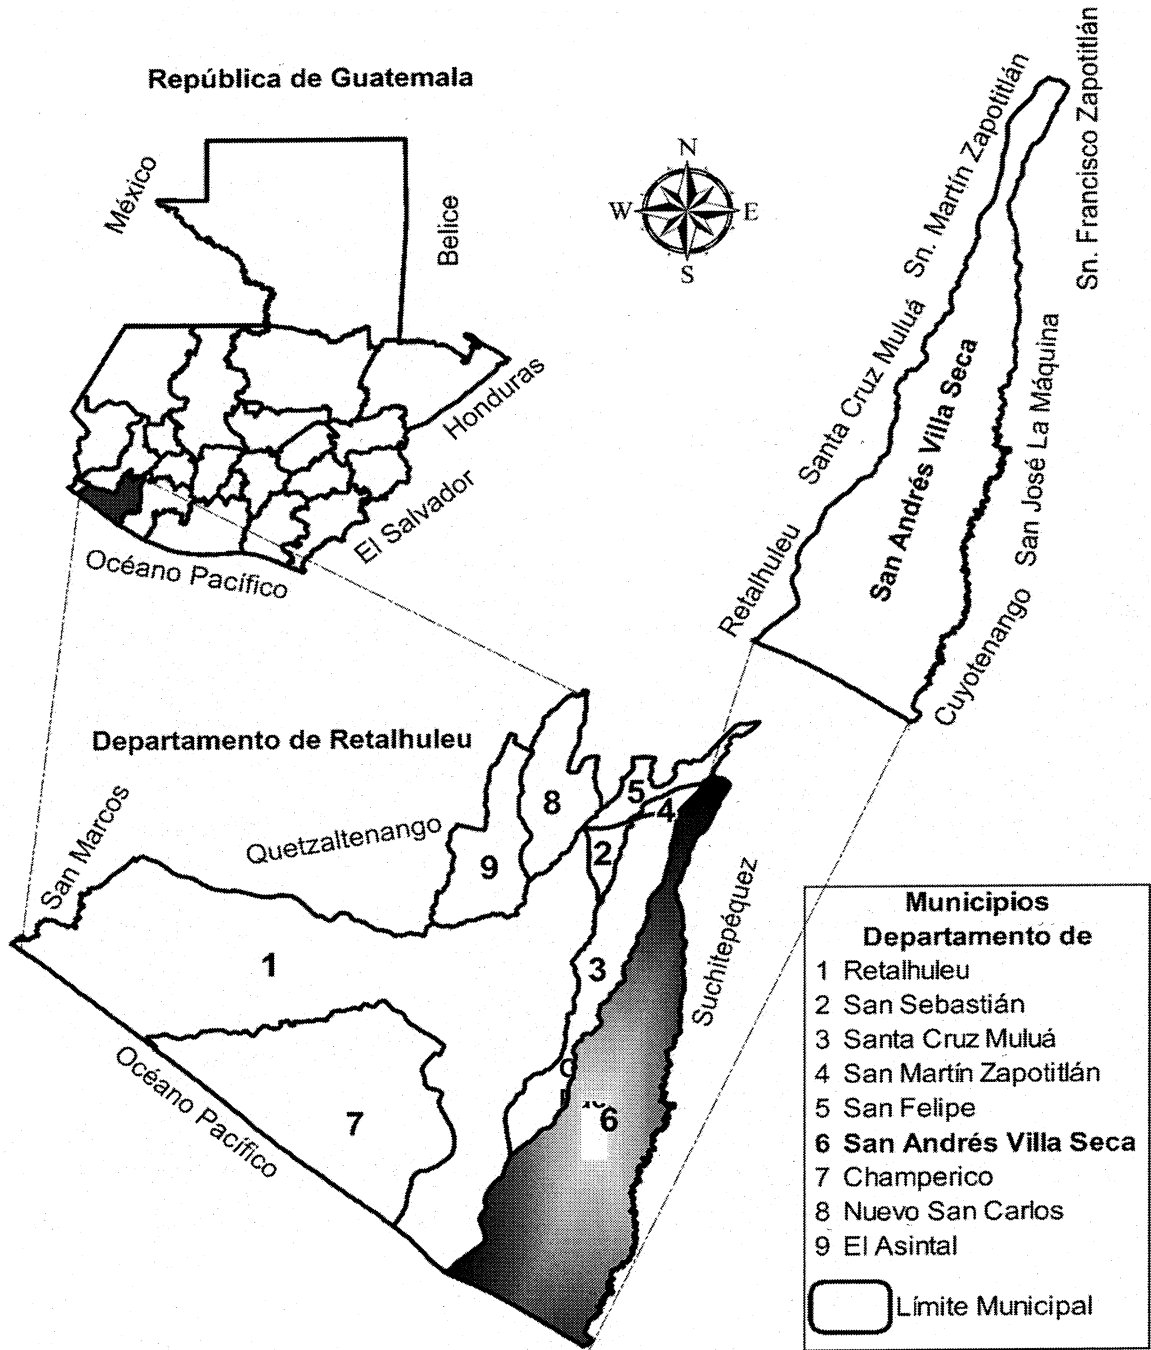 República de Guatemala
México
Belice
Honduras
El Salvador
Océano Pacífico
N
W E
S
Sn. Martín Zapotitlán
Sn. Francisco Zapotitlán
Santa Cruz Muluá
San Andrés Villa Seca
San José La Máquina
Retalhuleu
Cuyotenango
Departamento de Retalhuleu
San Marcos
Quetzaltenango
Suchitepéquez
Océano Pacífico
8
5
4
9
2
1
3
7
6
Municipios
Departamento de
1 Retalhuleu
2 San Sebastián
3 Santa Cruz Muluá
4 San Martín Zapotitlán
5 San Felipe
6 San Andrés Villa Seca
7 Champerico
8 Nuevo San Carlos
9 El Asintal
Límite Municipal